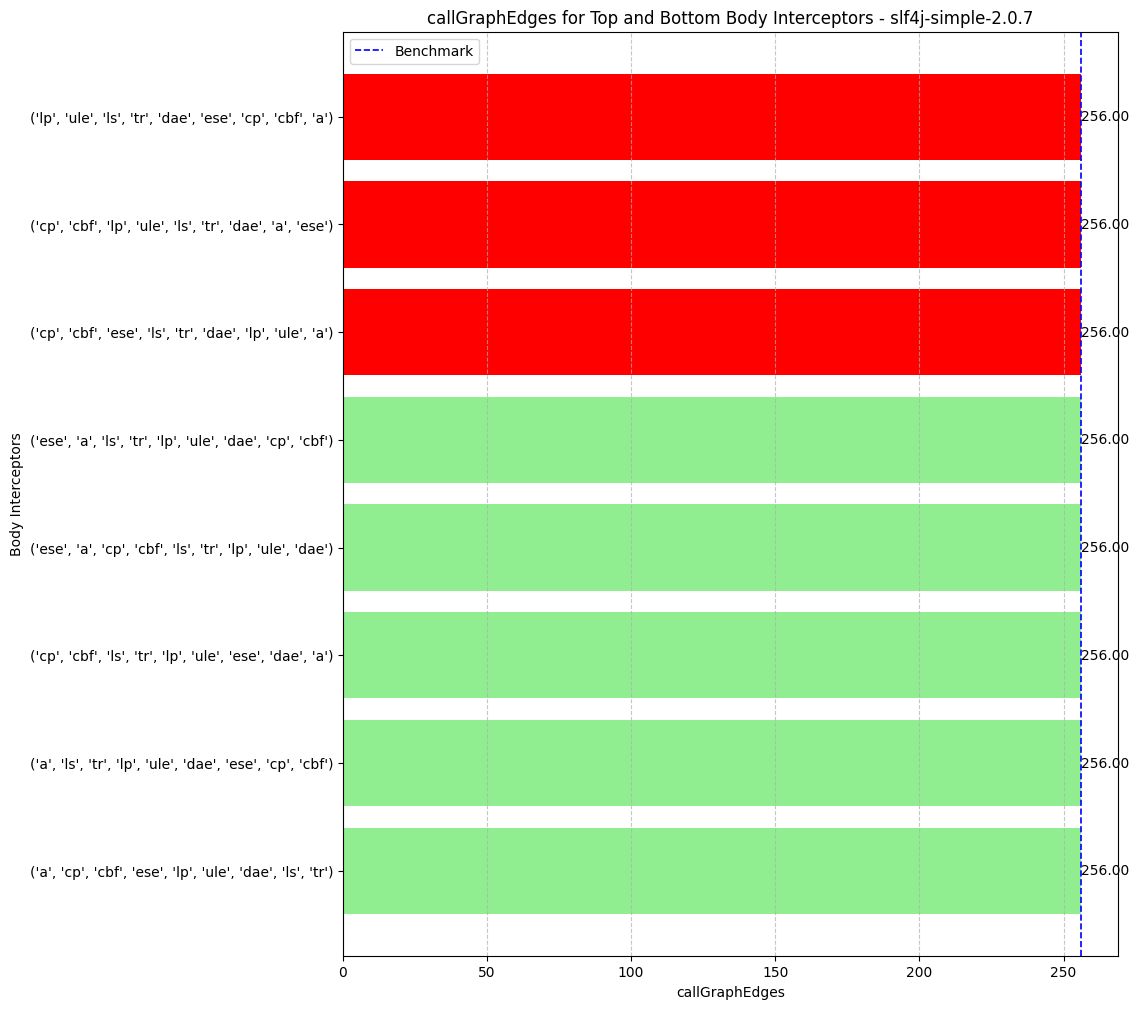 callGraphEdges for Top and Bottom Body Interceptors - slf4j-simple-2.0.7
Benchmark
('lp', 'ule', 'ls', 'tr', 'dae', 'ese', 'cp', 'cbf', 'a')
256.00
('cp', 'cbf', 'lp', 'ule', 'ls', 'tr', 'dae', 'a', 'ese')
256.00
('cp', 'cbf', 'ese', 'ls', 'tr', 'dae', 'lp', 'ule', 'a')
256.00
('ese', 'a', 'ls', 'tr', 'lp', 'ule', 'dae', 'cp', 'cbf')
256.00
('ese', 'a', 'cp', 'cbf', 'ls', 'tr', 'lp', 'ule', 'dae')
256.00
('cp', 'cbf', 'ls', 'tr', 'lp', 'ule', 'ese', 'dae', 'a')
256.00
('a', 'ls', 'tr', 'lp', 'ule', 'dae', 'ese', 'cp', 'cbf')
256.00
('a', 'cp', 'cbf', 'ese', 'lp', 'ule', 'dae', 'ls', 'tr')
256.00
Body Interceptors
0 50 100 150 200 250
callGraphEdges